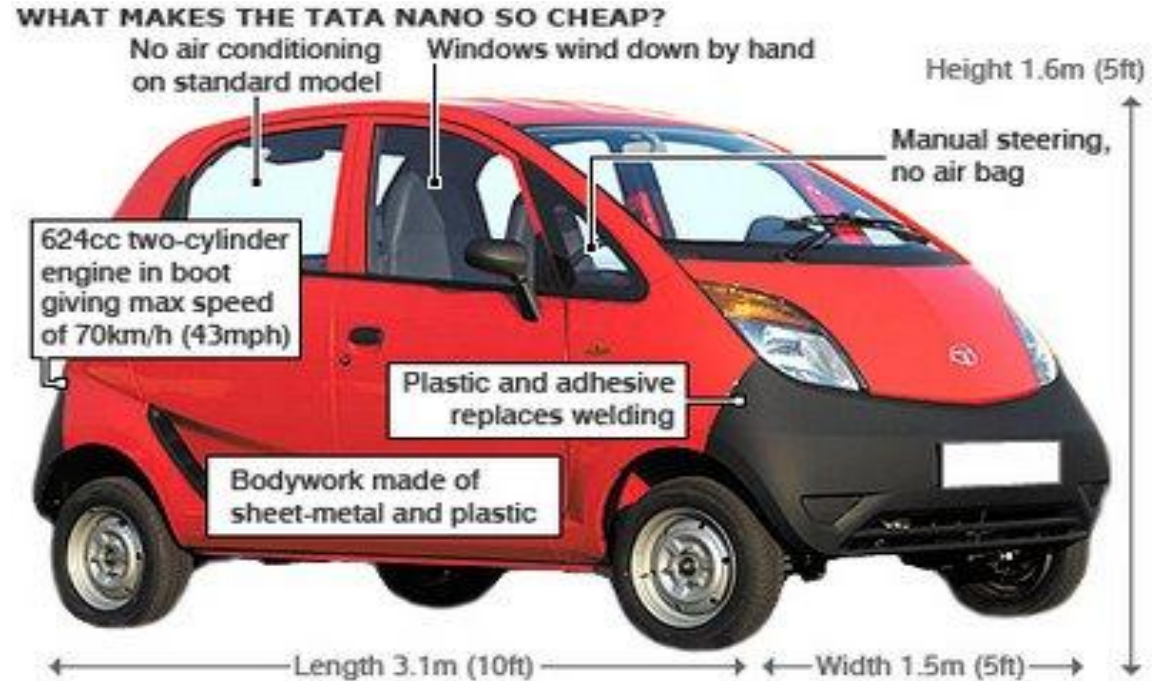 WHAT MAKES THE TATA NANO SO CHEAP?
No air conditioning
on standard model
Windows wind down by hand
Height 1.6m (5ft)
Manual steering,
no air bag
624cc two-cylinder
engine in boot
giving max speed
of 70km/h (43mph)
Plastic and adhesive
replaces welding
Bodywork made of
sheet-metal and plastic
Length 3.1m (10ft)
Width 1.5m (5ft)